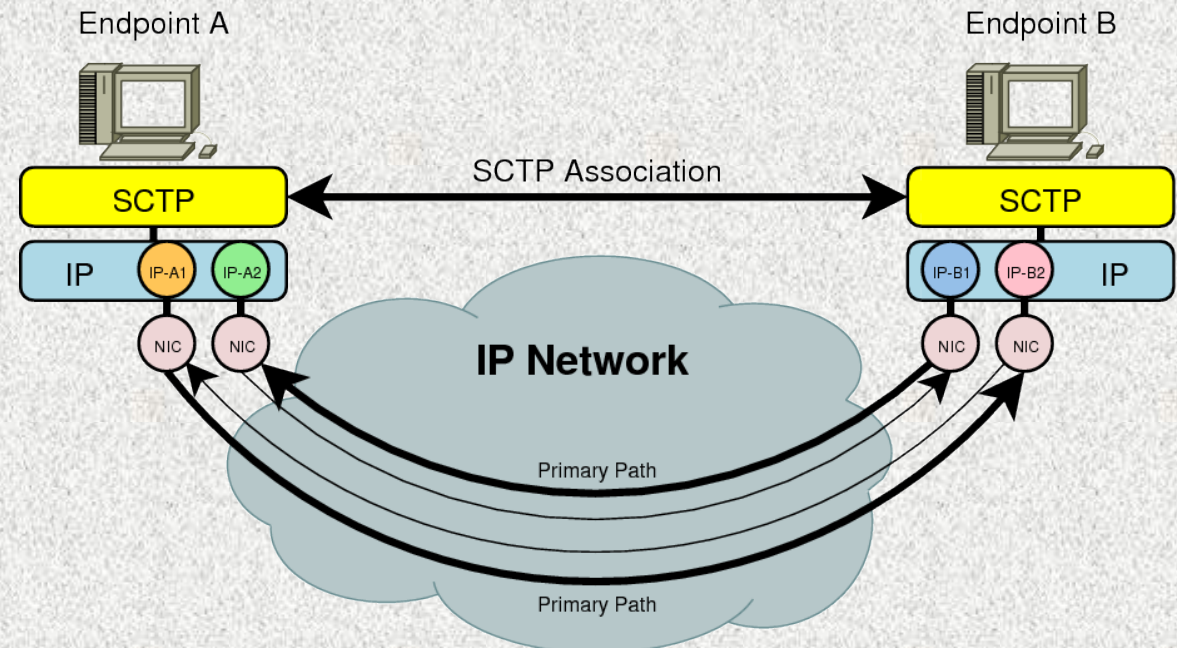 Endpoint A
Endpoint B
SCTP Association
SCTP
SCTP
IP
IP-A1
IP-A2
IP-B1
IP-B2
IP
NIC
NIC
NIC
NIC
IP Network
Primary Path
Primary Path